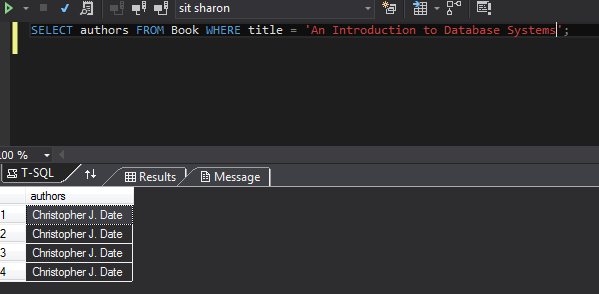 sit sharon
SELECT authors FROM Book WHERE title = 'An Introduction to Database Systems';
.00 %
T-SQL Results Message
authors
1 Christopher J. Date
2 Christopher J. Date
3 Christopher J. Date
4 Christopher J. Date